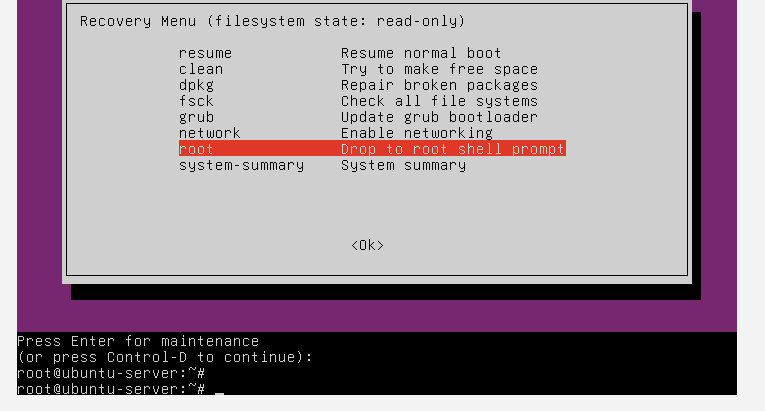 Recovery Menu (filesystem state: read-only)
resume Resume normal boot
clean Try to make free space
dpkg Repair broken packages
fsck Check all file systems
grub Update grub bootloader
network Enable networking
root Drop to root shell prompt
system-summary System summary
<Ok>
Press Enter for maintenance
(or press Control-D to continue):
root@ubuntu-server:~#
root@ubuntu-server:~# _